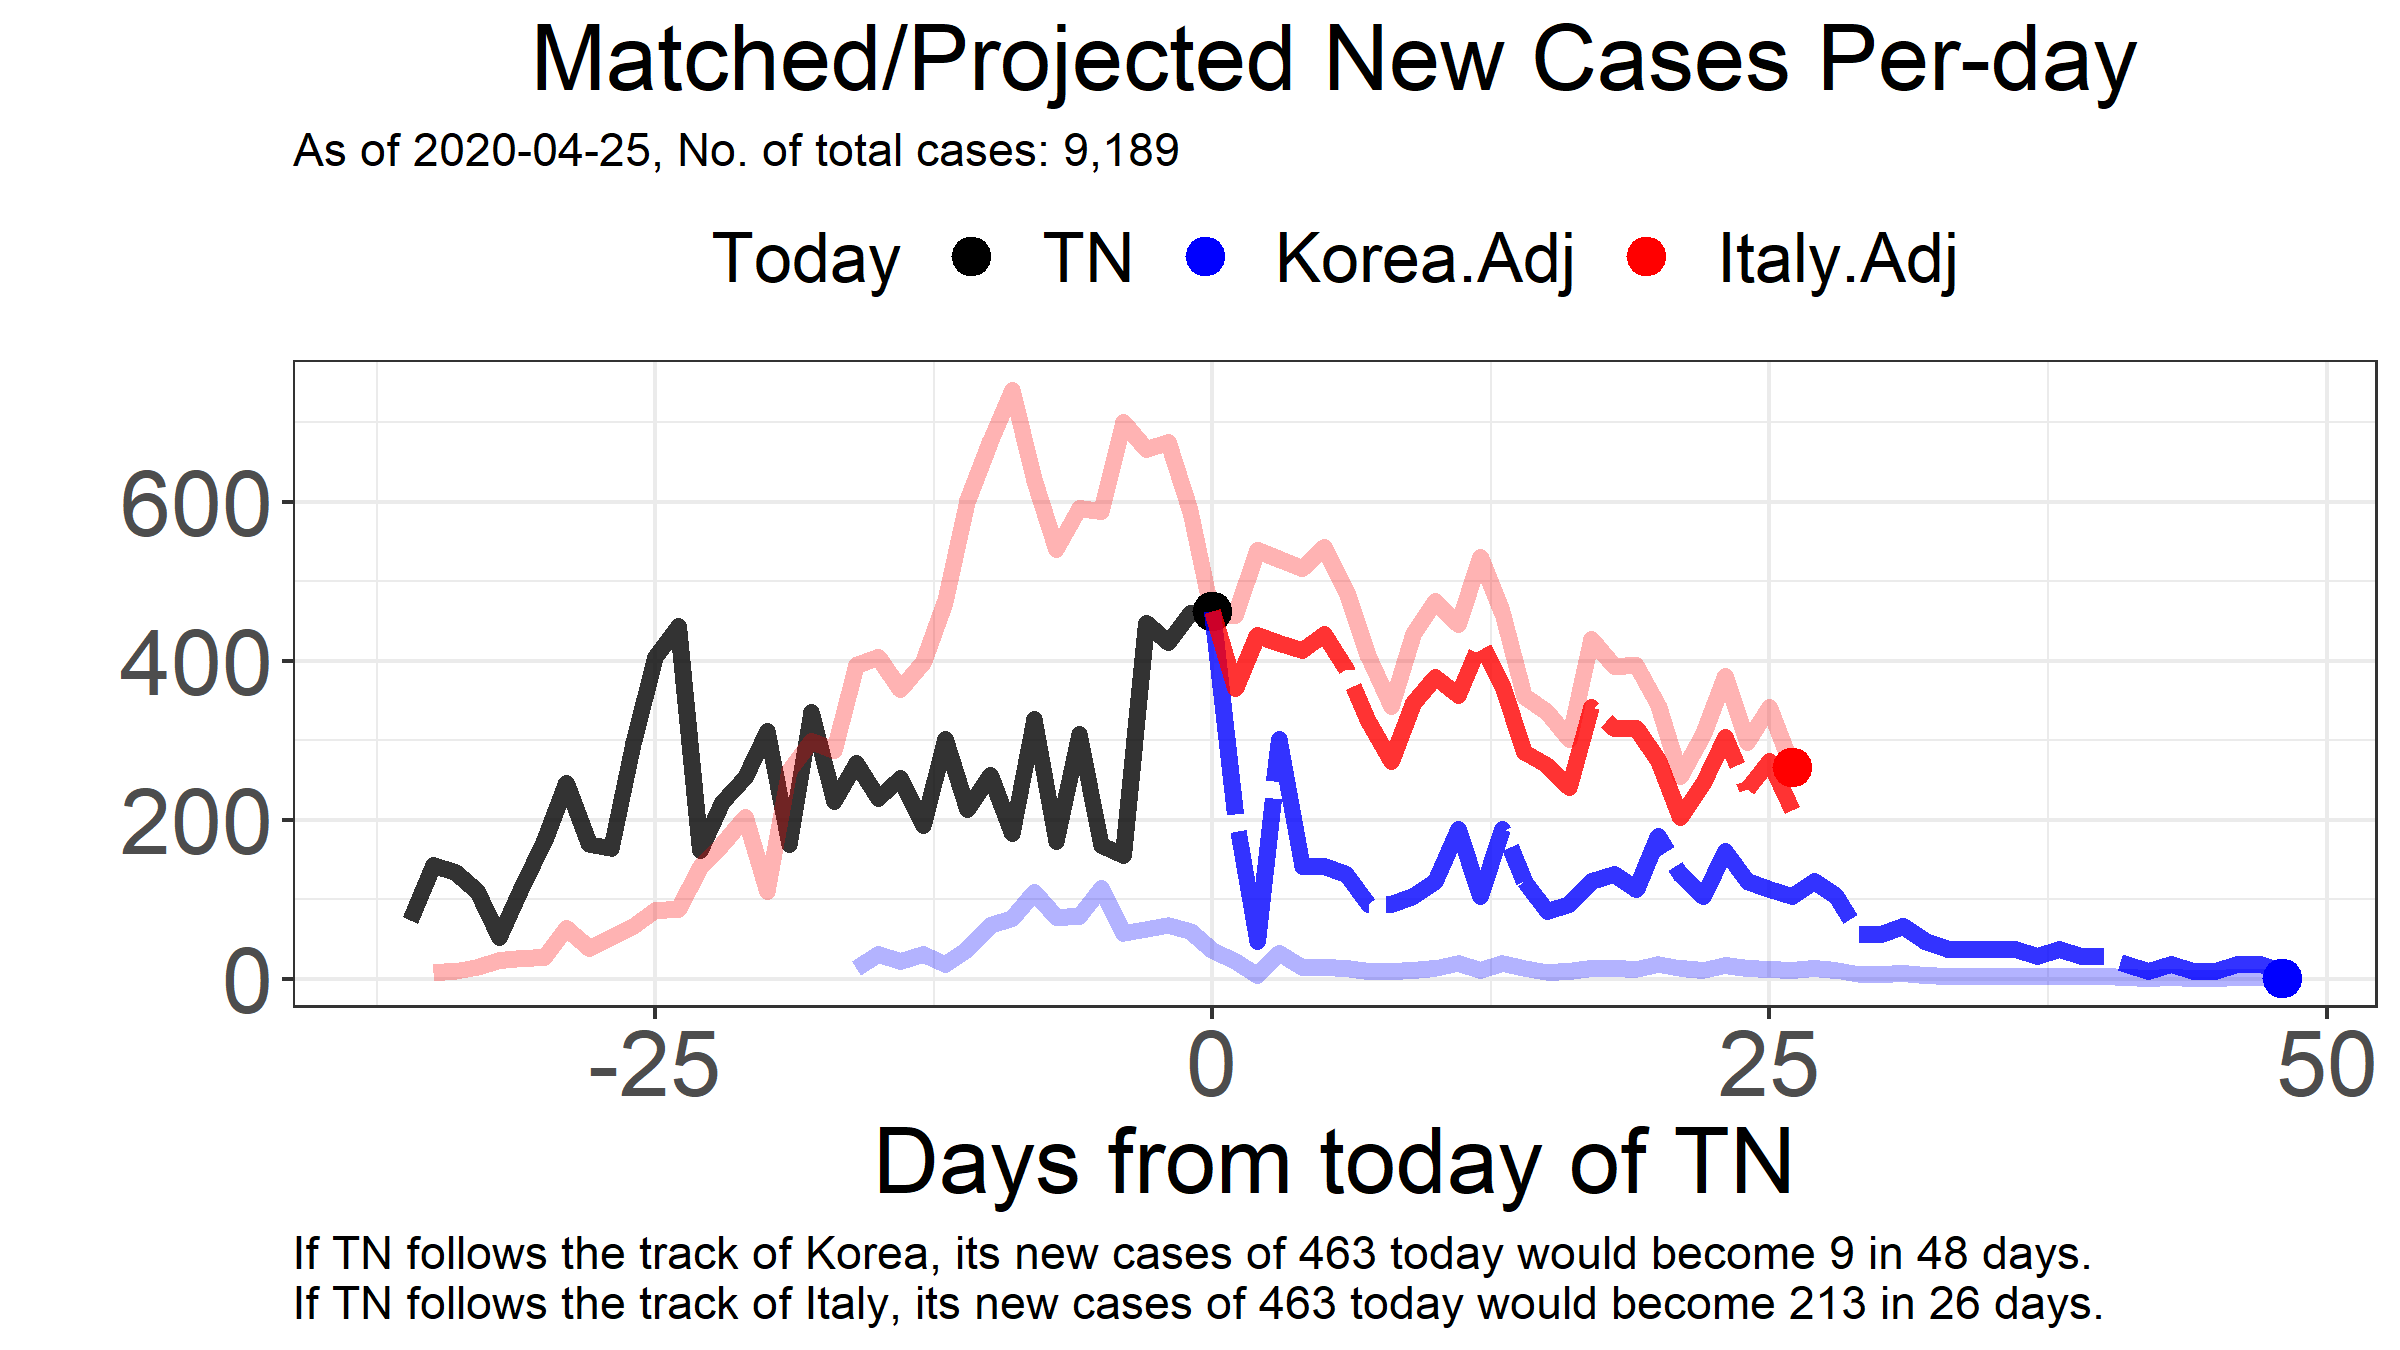 Matched/Projected New Cases Per-day
As of 2020-04-25, No. of total cases: 9,189
Today TN Korea.Adj Italy.Adj
600
400
200
0
-25 0 25 50
Days from today of TN
If TN follows the track of Korea, its new cases of 463 today would become 9 in 48 days.
If TN follows the track of Italy, its new cases of 463 today would become 213 in 26 days.